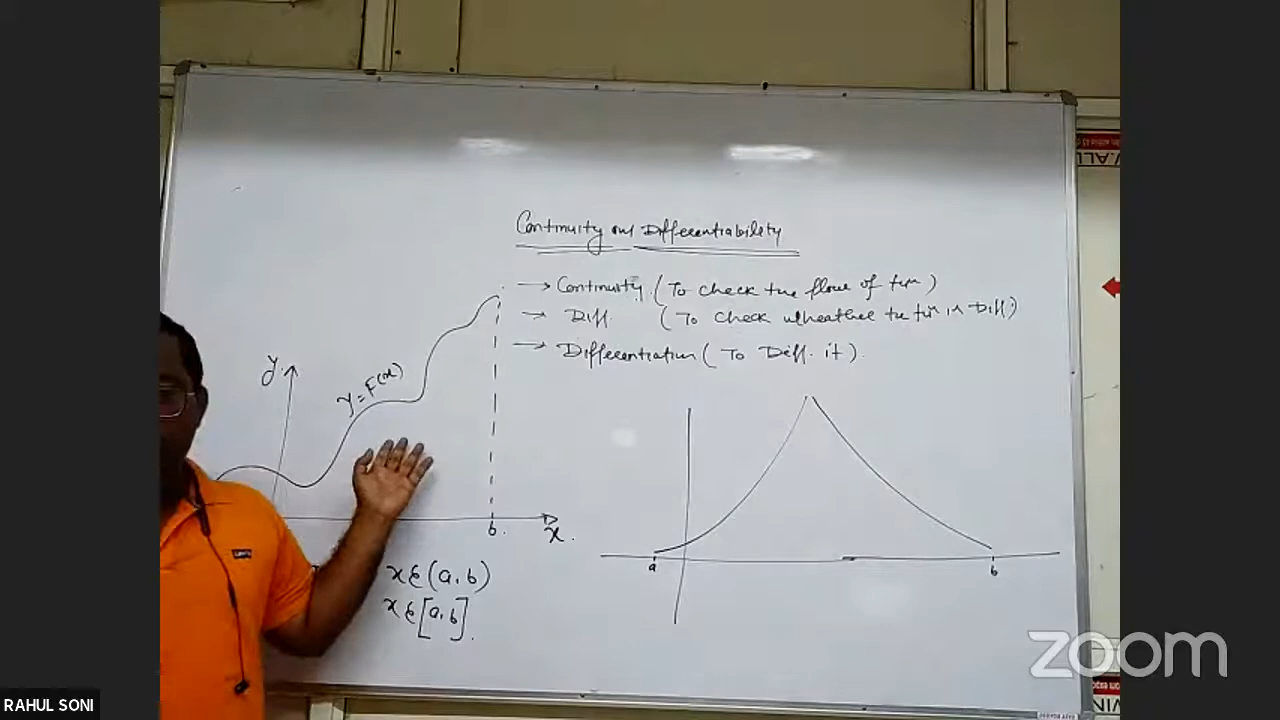 Continuity and Differentiability
→ Continuity (To check the flow of fxn)
→ Diff. (To check wheather the fxn is Diff)
→ Differentiation (To Diff. it).
y
y = F(x)
a
b
b.
x.
x ∈ (a, b)
x ∈ [a, b].
zoom
RAHUL SONI